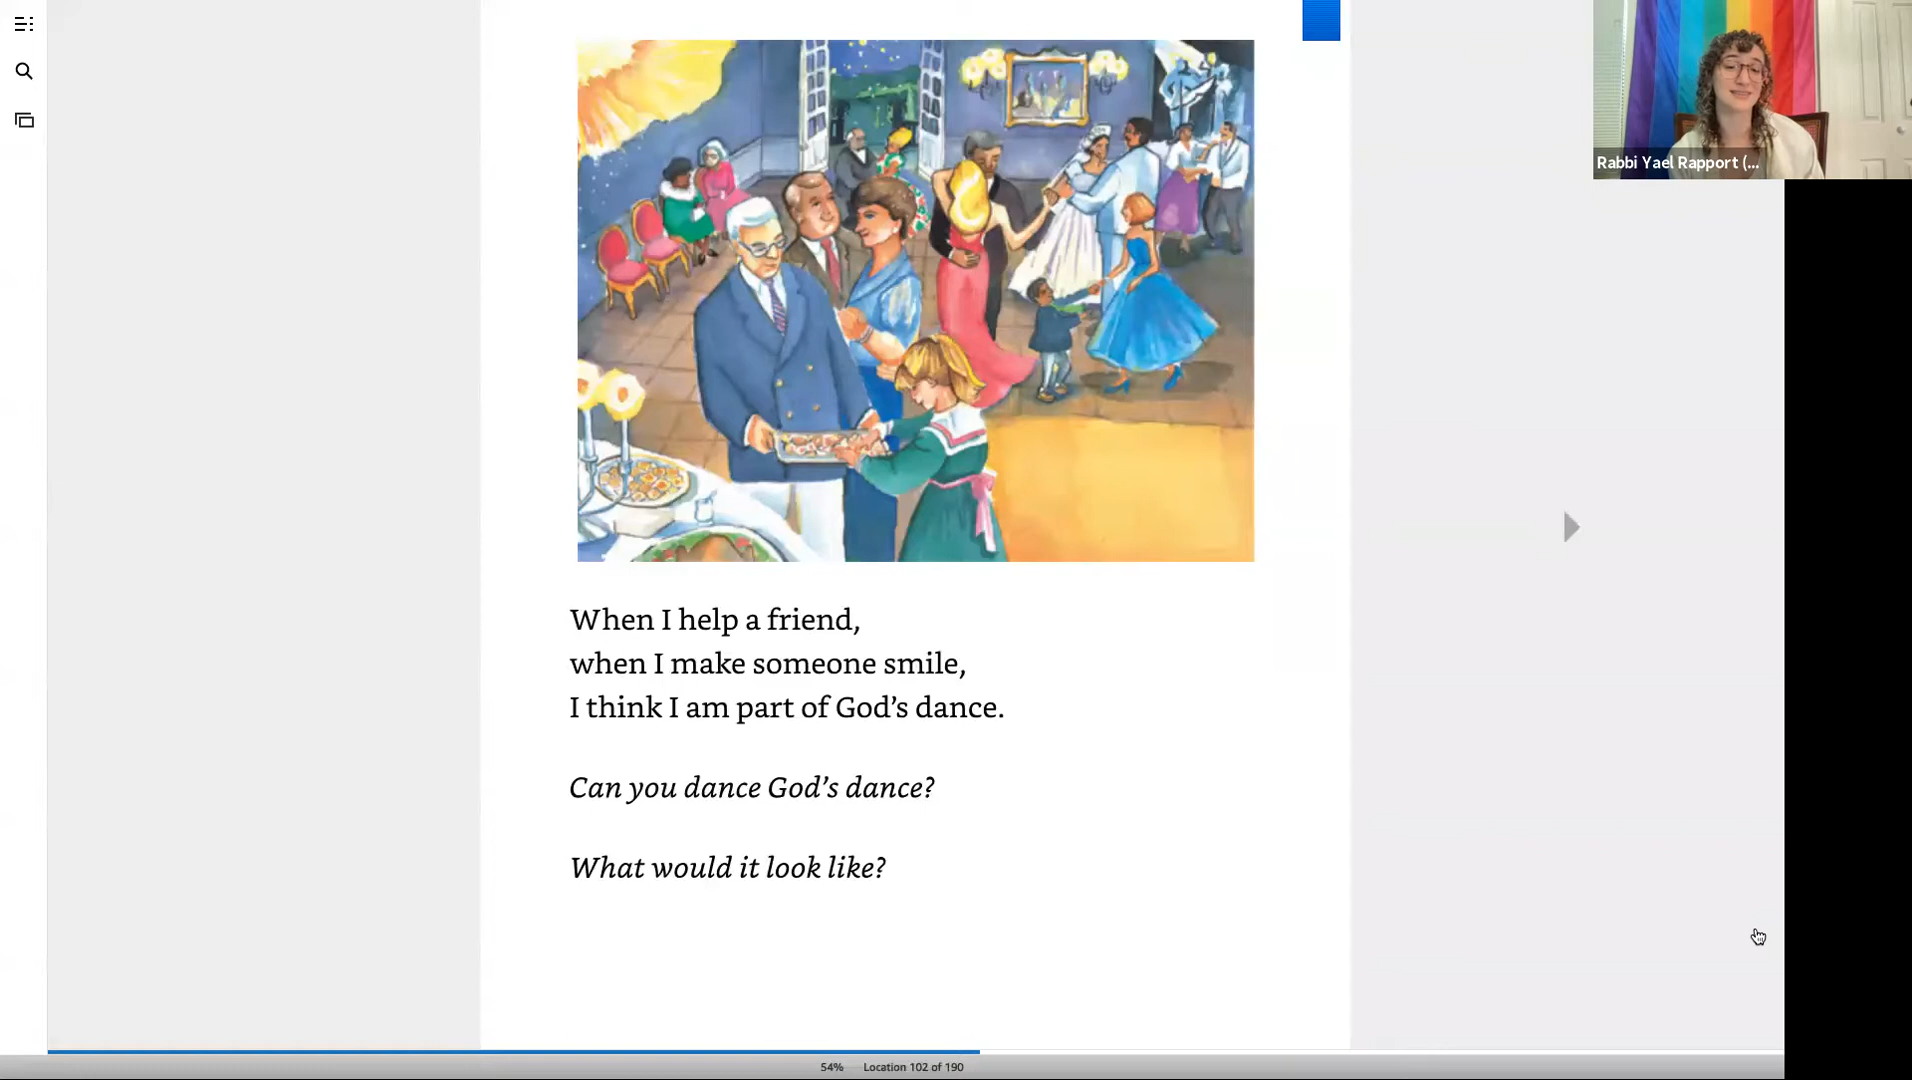 Rabbi Yael Rapport (...
When I help a friend,
when I make someone smile,
I think I am part of God’s dance.
Can you dance God’s dance?
What would it look like?
54% Location 102 of 190